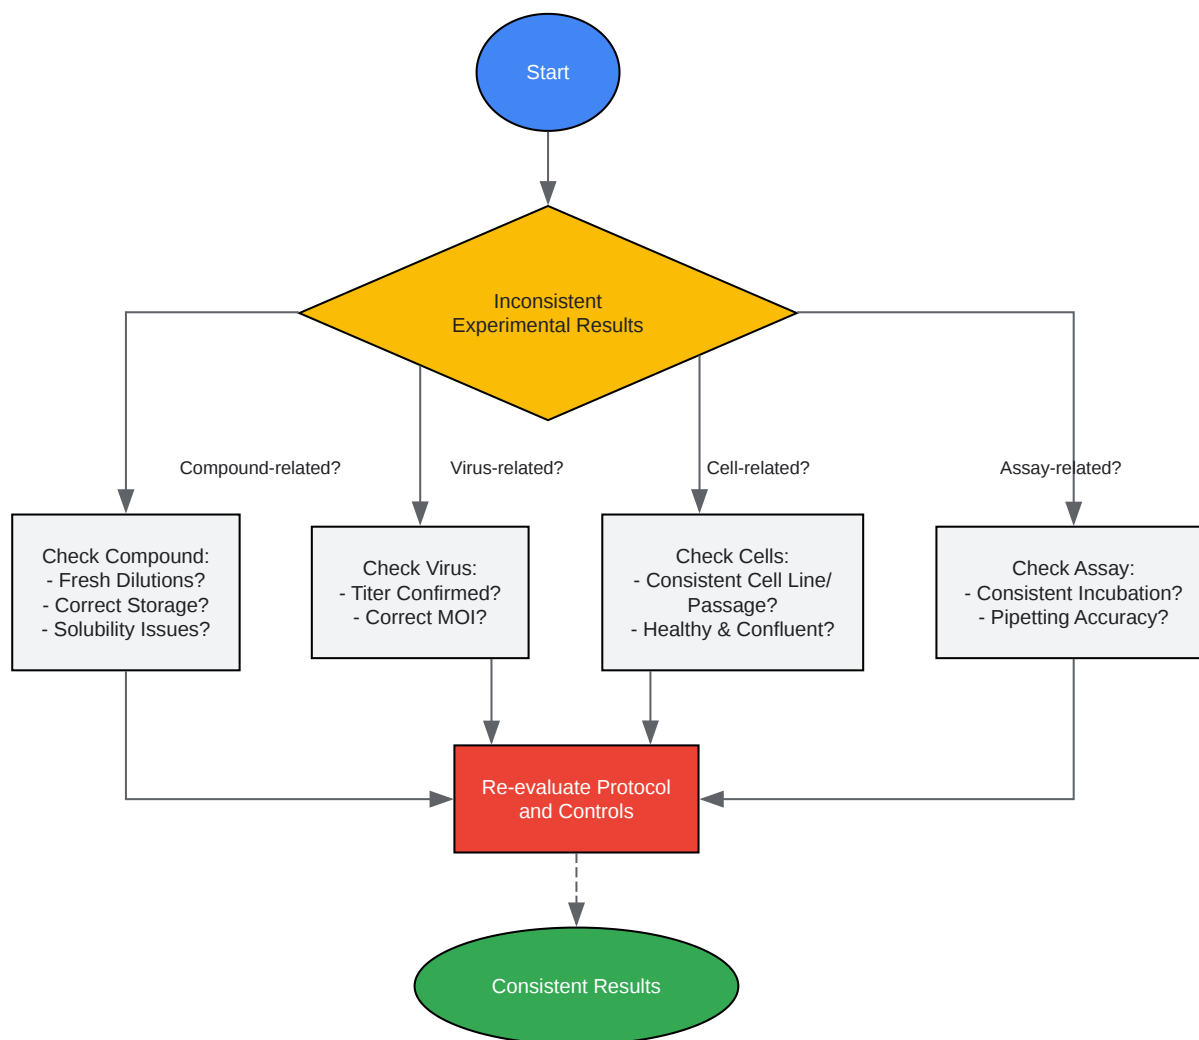 Start
Inconsistent
Experimental Results
Compound-related?
Virus-related?
Cell-related?
Assay-related?
Check Compound:
- Fresh Dilutions?
- Correct Storage?
- Solubility Issues?
Check Virus:
- Titer Confirmed?
- Correct MOI?
Check Cells:
- Consistent Cell Line/
Passage?
- Healthy & Confluent?
Check Assay:
- Consistent Incubation?
- Pipetting Accuracy?
Re-evaluate Protocol
and Controls
Consistent Results